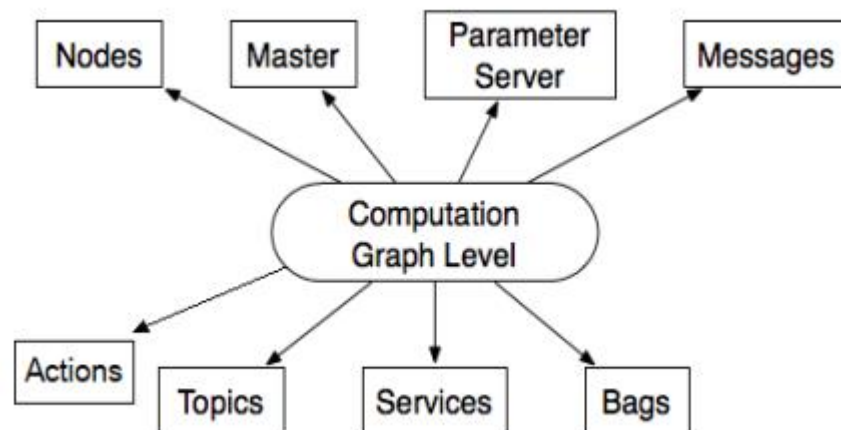 Nodes
Master
Parameter
Server
Messages
Computation
Graph Level
Actions
Topics
Services
Bags